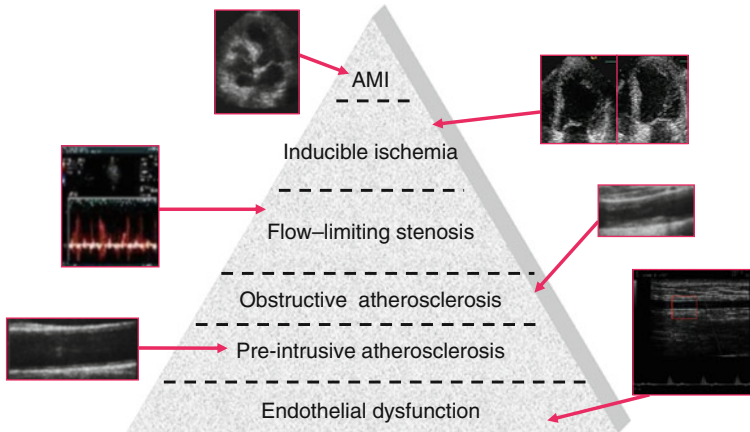 AMI
Inducible ischemia
Flow–limiting stenosis
Obstructive atherosclerosis
Pre-intrusive atherosclerosis
Endothelial dysfunction